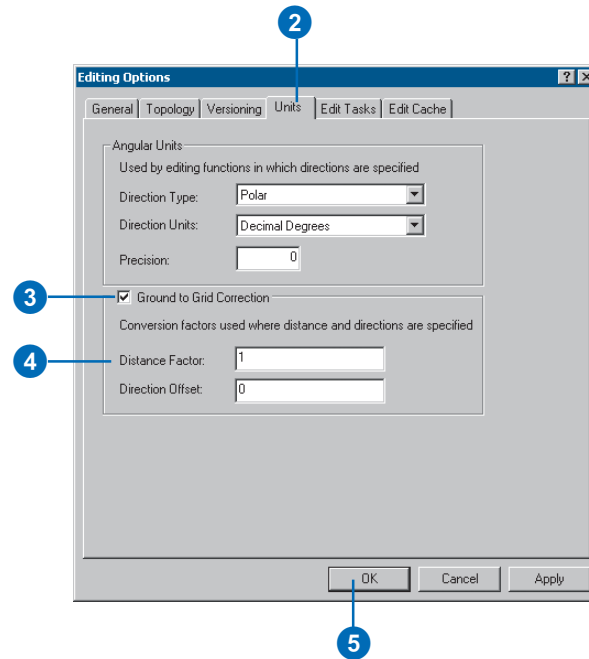 2
Editing Options
General Topology Versioning Units Edit Tasks Edit Cache
Angular Units
Used by editing functions in which directions are specified
Direction Type: Polar
Direction Units: Decimal Degrees
Precision: 0
3 Ground to Grid Correction
Conversion factors used where distance and directions are specified
4 Distance Factor: 1
Direction Offset: 0
OK Cancel Apply
5